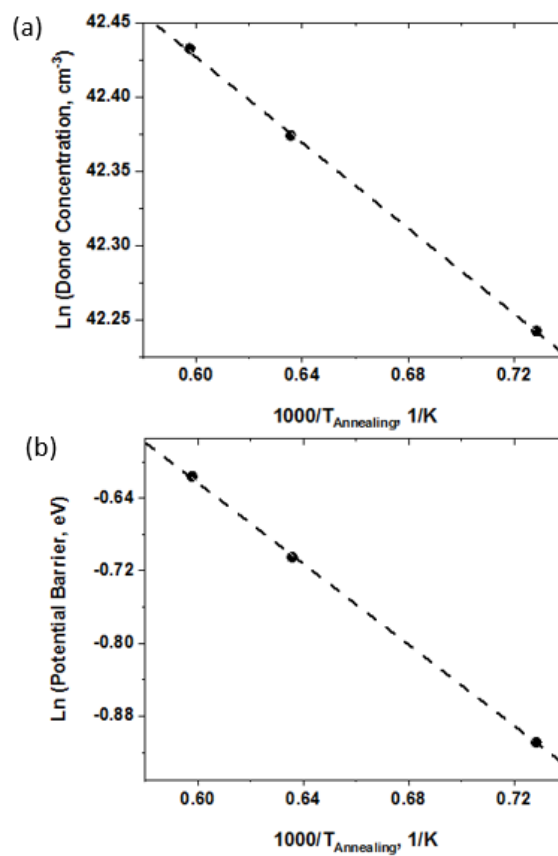 (a)
Ln (Donor Concentration, cm⁻³)
42.45
42.40
42.35
42.30
42.25
0.60 0.64 0.68 0.72
1000/T_Annealing, 1/K
(b)
Ln (Potential Barrier, eV)
-0.64
-0.72
-0.80
-0.88
0.60 0.64 0.68 0.72
1000/T_Annealing, 1/K